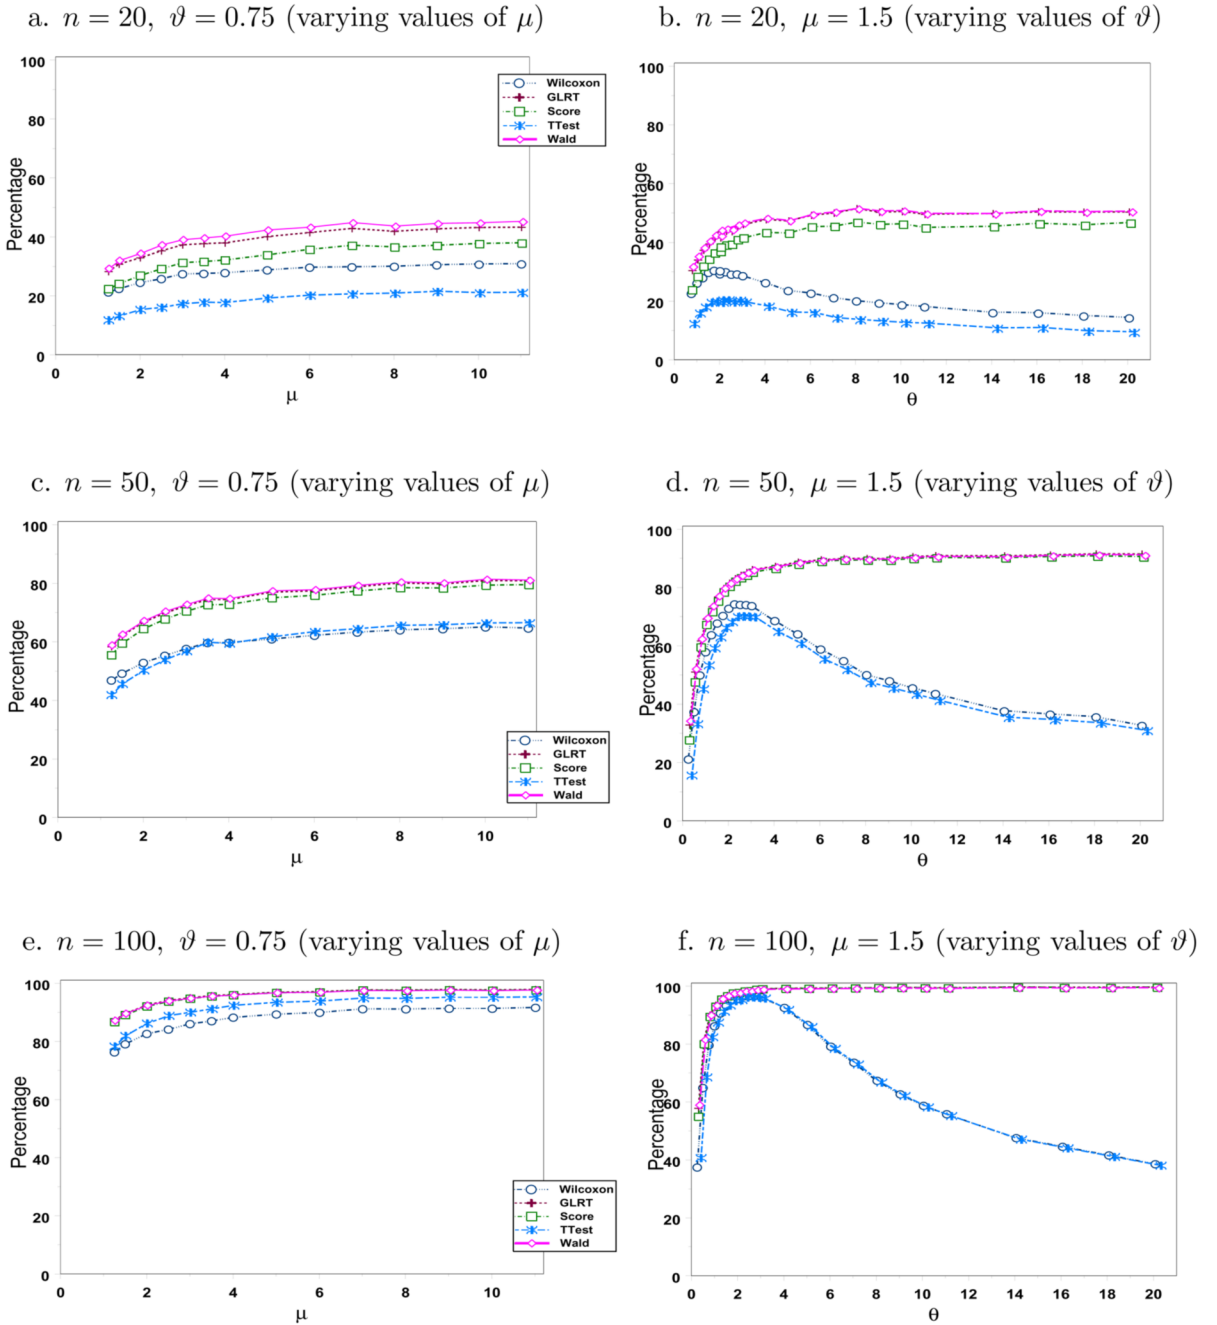 a. n = 20, ϑ = 0.75 (varying values of μ)
100
80
60
40
20
0
Percentage
0 2 4 6 8 10
μ
Wilcoxon
GLRT
Score
TTest
Wald
b. n = 20, μ = 1.5 (varying values of ϑ)
100
80
60
40
20
0
Percentage
0 2 4 6 8 10 12 14 16 18 20
θ
c. n = 50, ϑ = 0.75 (varying values of μ)
100
80
60
40
20
0
Percentage
0 2 4 6 8 10
μ
Wilcoxon
GLRT
Score
TTest
Wald
d. n = 50, μ = 1.5 (varying values of ϑ)
100
80
60
40
20
0
Percentage
0 2 4 6 8 10 12 14 16 18 20
θ
e. n = 100, ϑ = 0.75 (varying values of μ)
100
80
60
40
20
0
Percentage
0 2 4 6 8 10
μ
Wilcoxon
GLRT
Score
TTest
Wald
f. n = 100, μ = 1.5 (varying values of ϑ)
100
80
60
40
20
0
Percentage
0 2 4 6 8 10 12 14 16 18 20
θ